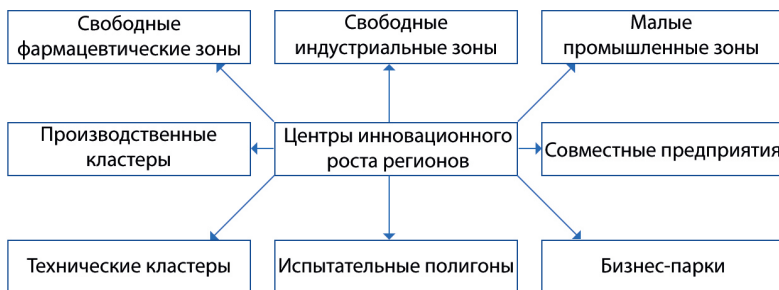 Свободные
фармацевтические зоны
Свободные
индустриальные зоны
Малые
промышленные зоны
Производственные
кластеры
Центры инновационного
роста регионов
Совместные предприятия
Технические кластеры
Испытательные полигоны
Бизнес-парки